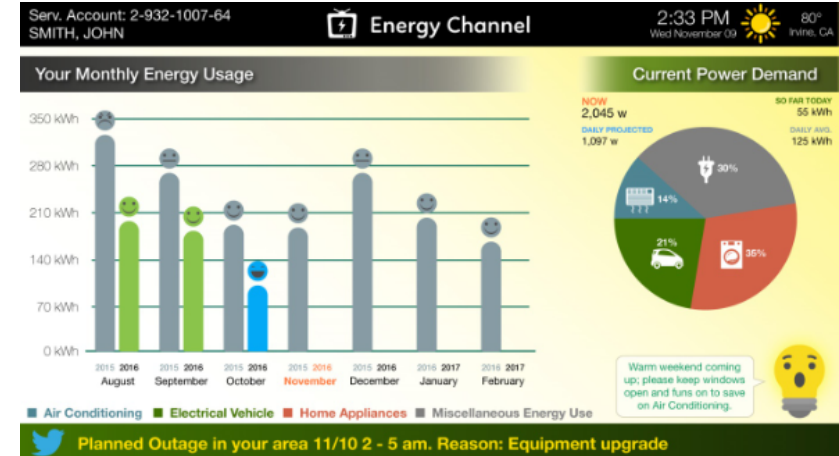 Serv. Account: 2-932-1007-64
SMITH, JOHN
Energy Channel
2:33 PM
Wed November 09
80°
Irvine, CA
Your Monthly Energy Usage
350 kWh
280 kWh
210 kWh
140 kWh
70 kWh
0 kWh
2015 2016
August
2015 2016
September
2015 2016
October
2015 2016
November
2015 2016
December
2016 2017
January
2016 2017
February
Air Conditioning
Electrical Vehicle
Home Appliances
Miscellaneous Energy Use
Current Power Demand
NOW
2,045 w
DAILY PROJECTED
1,097 w
SO FAR TODAY
55 kWh
DAILY AVG.
125 kWh
30%
14%
21%
35%
Warm weekend coming
up; please keep windows
open and funs on to save
on Air Conditioning.
Planned Outage in your area 11/10 2 - 5 am. Reason: Equipment upgrade